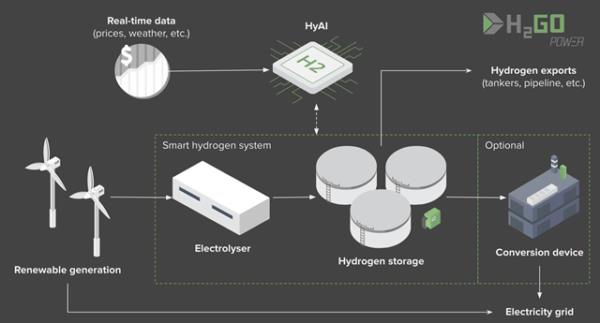 Real-time data
(prices, weather, etc.)
HyAI
H2
H2GO
POWER
$
Hydrogen exports
(tankers, pipeline, etc.)
Smart hydrogen system
Optional
Electrolyser
Hydrogen storage
Conversion device
Renewable generation
Electricity grid